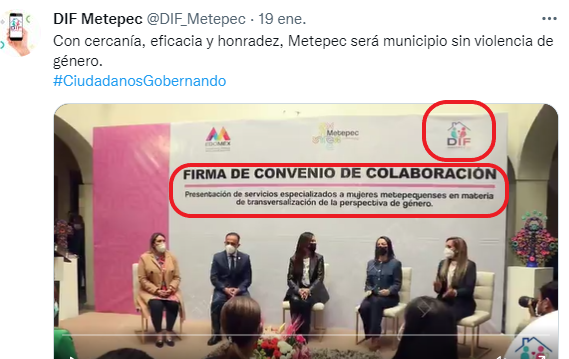 DIF Metepec @DIF_Metepec · 19 ene.
Con cercanía, eficacia y honradez, Metepec será municipio sin violencia de
género.
#CiudadanosGobernando
EDOMÉX
Metepec
DIF
FIRMA DE CONVENIO DE COLABORACIÓN
Presentación de servicios especializados a mujeres metepequenses en materia
de transversalización de la perspectiva de género.